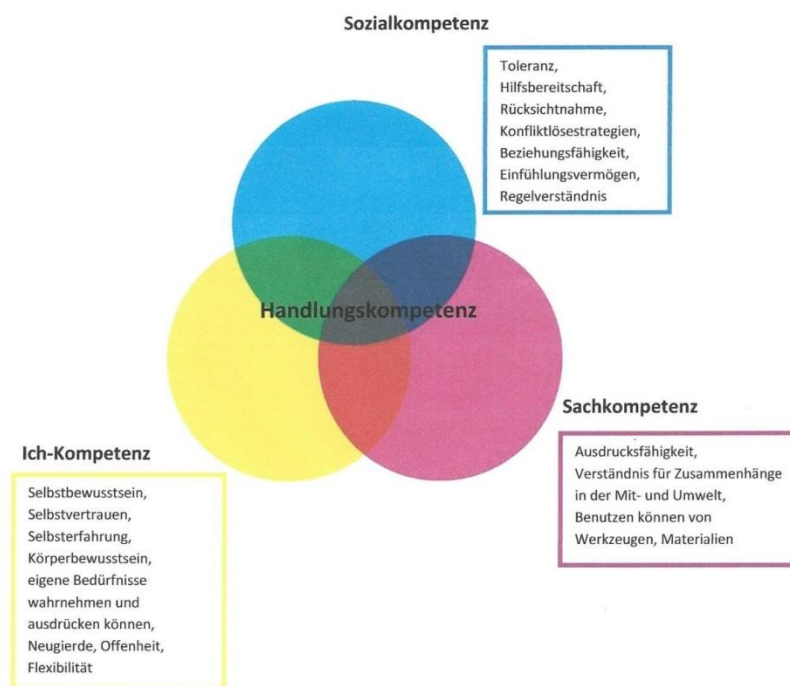 Sozialkompetenz
Toleranz,
Hilfsbereitschaft,
Rücksichtnahme,
Konfliktlösestrategien,
Beziehungsfähigkeit,
Einfühlungsvermögen,
Regelverständnis
Handlungskompetenz
Sachkompetenz
Ausdrucksfähigkeit,
Verständnis für Zusammenhänge
in der Mit- und Umwelt,
Benutzen können von
Werkzeugen, Materialien
Ich-Kompetenz
Selbstbewusstsein,
Selbstvertrauen,
Selbsterfahrung,
Körperbewusstsein,
eigene Bedürfnisse
wahrnehmen und
ausdrücken können,
Neugierde, Offenheit,
Flexibilität